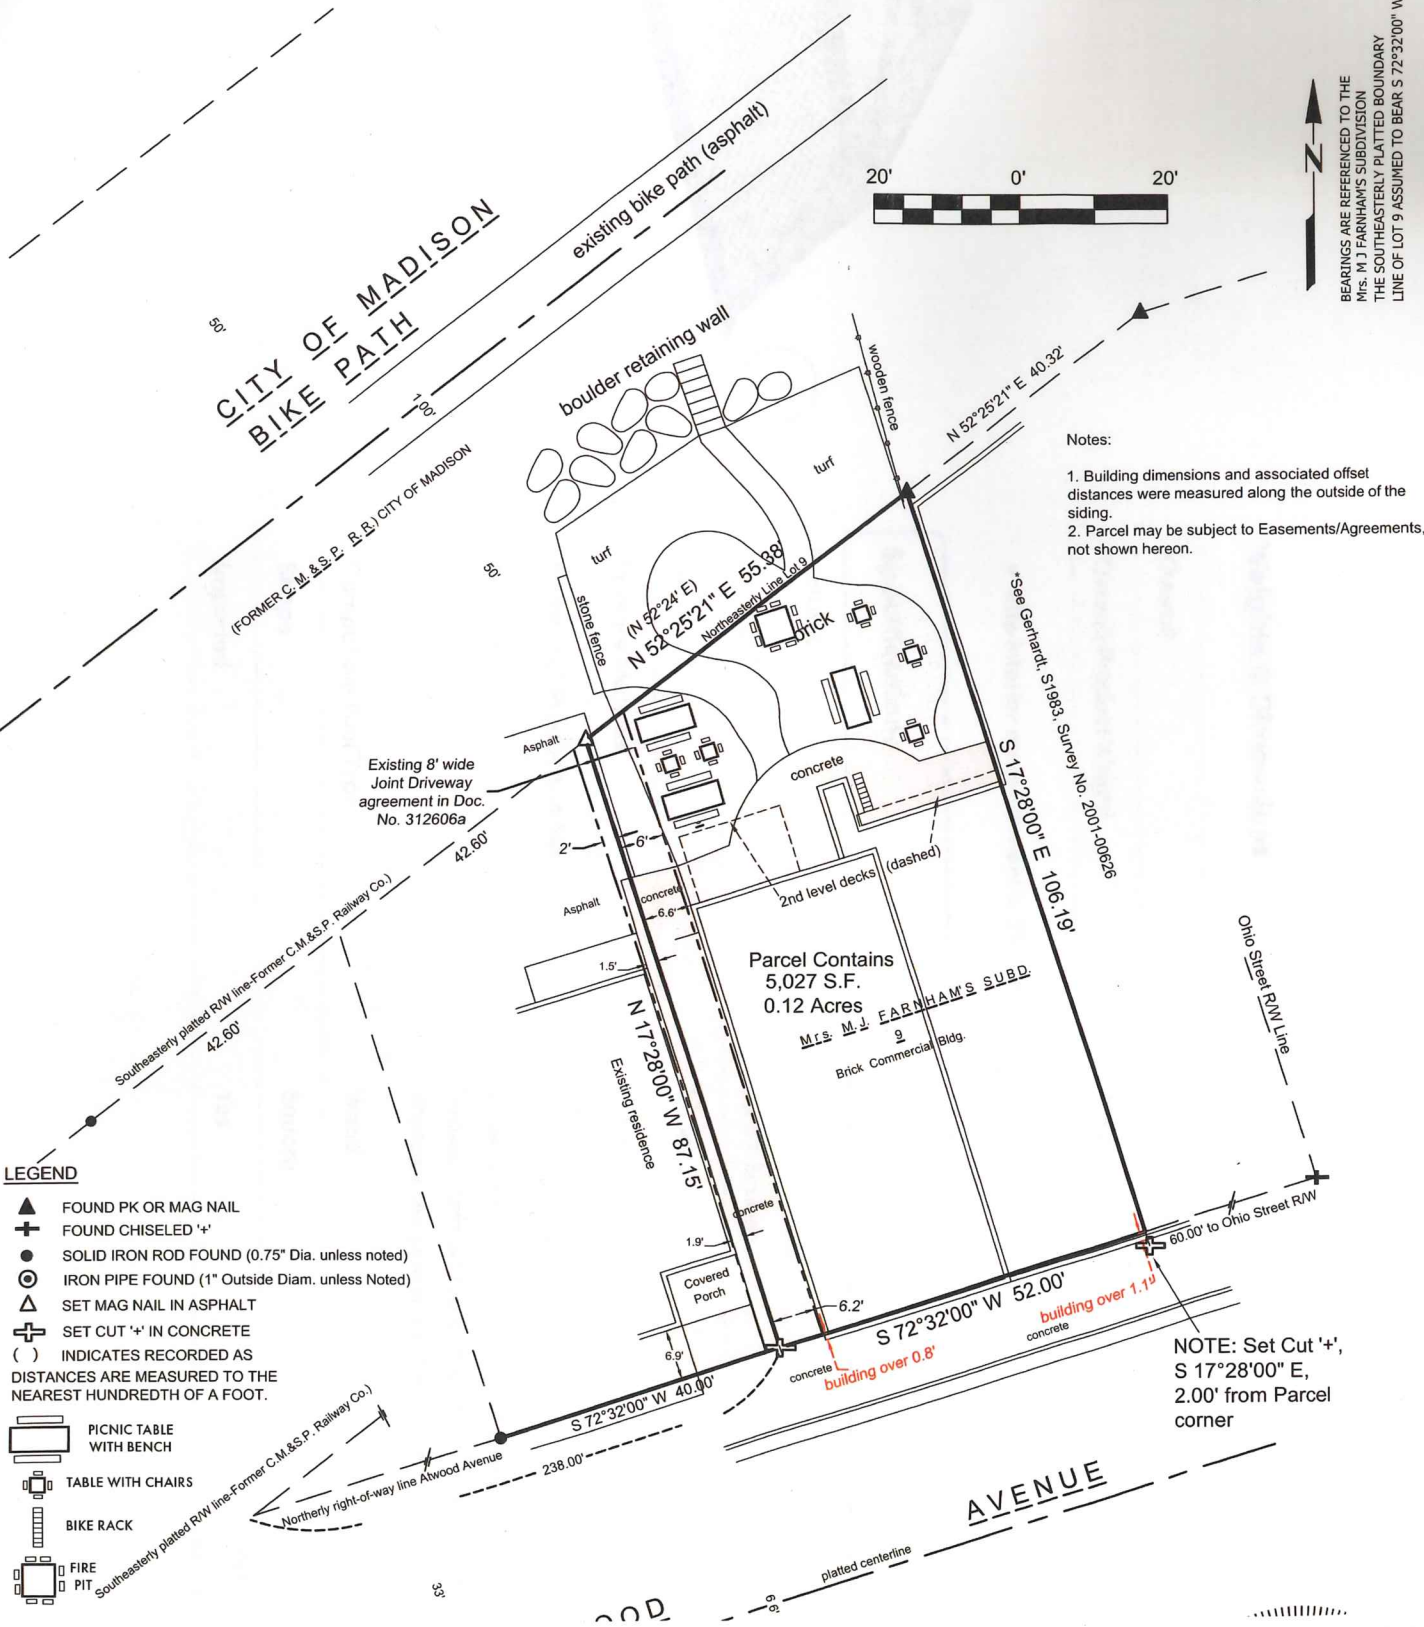 BEARINGS ARE REFERENCED TO THE
Mrs. M J FARNHAM'S SUBDIVISION
THE SOUTHEASTERLY PLATTED BOUNDARY
LINE OF LOT 9 ASSUMED TO BEAR S 72°32'00" W
N
20' 0' 20'
CITY OF MADISON
BIKE PATH
existing bike path (asphalt)
50'
100'
50'
(FORMER C. M. & S. P. R. R.) CITY OF MADISON
boulder retaining wall
wooden fence
N 52°25'21" E 40.32'
Notes:
1. Building dimensions and associated offset
distances were measured along the outside of the
siding.
2. Parcel may be subject to Easements/Agreements,
not shown hereon.
turf
turf
stone fence
(N 52°24' E)
N 52°25'21" E 55.38'
Northeasterly Line Lot 9
brick
*See Gerhardt, S1983, Survey No. 2001-00626
S 17°28'00" E 106.19'
Asphalt
Existing 8' wide
Joint Driveway
agreement in Doc.
No. 312606a
concrete
42.60'
2'
6'
2nd level decks (dashed)
Asphalt
concrete
6.6'
1.5'
Southeasterly platted R/W line-Former C.M.&S.P. Railway Co.)
42.60'
Parcel Contains
5,027 S.F.
0.12 Acres
Mrs. M.J. FARNHAM'S SUBD.
9
Brick Commercial Bldg.
Ohio Street R/W Line
N 17°28'00" W 87.15'
Existing residence
concrete
1.9'
Covered
Porch
6.9'
6.2'
60.00' to Ohio Street R/W
S 72°32'00" W 52.00'
building over 1.1'
concrete
concrete
building over 0.8'
NOTE: Set Cut '+',
S 17°28'00" E,
2.00' from Parcel
corner
S 72°32'00" W 40.00'
238.00'
Northerly right-of-way line Atwood Avenue
Southeasterly platted R/W line-Former C.M.&S.P. Railway Co.)
LEGEND
FOUND PK OR MAG NAIL
FOUND CHISELED '+'
SOLID IRON ROD FOUND (0.75" Dia. unless noted)
IRON PIPE FOUND (1" Outside Diam. unless Noted)
SET MAG NAIL IN ASPHALT
SET CUT '+' IN CONCRETE
( ) INDICATES RECORDED AS
DISTANCES ARE MEASURED TO THE
NEAREST HUNDREDTH OF A FOOT.
PICNIC TABLE
WITH BENCH
TABLE WITH CHAIRS
BIKE RACK
FIRE
PIT
33'
66'
platted centerline
OOD
AVENUE